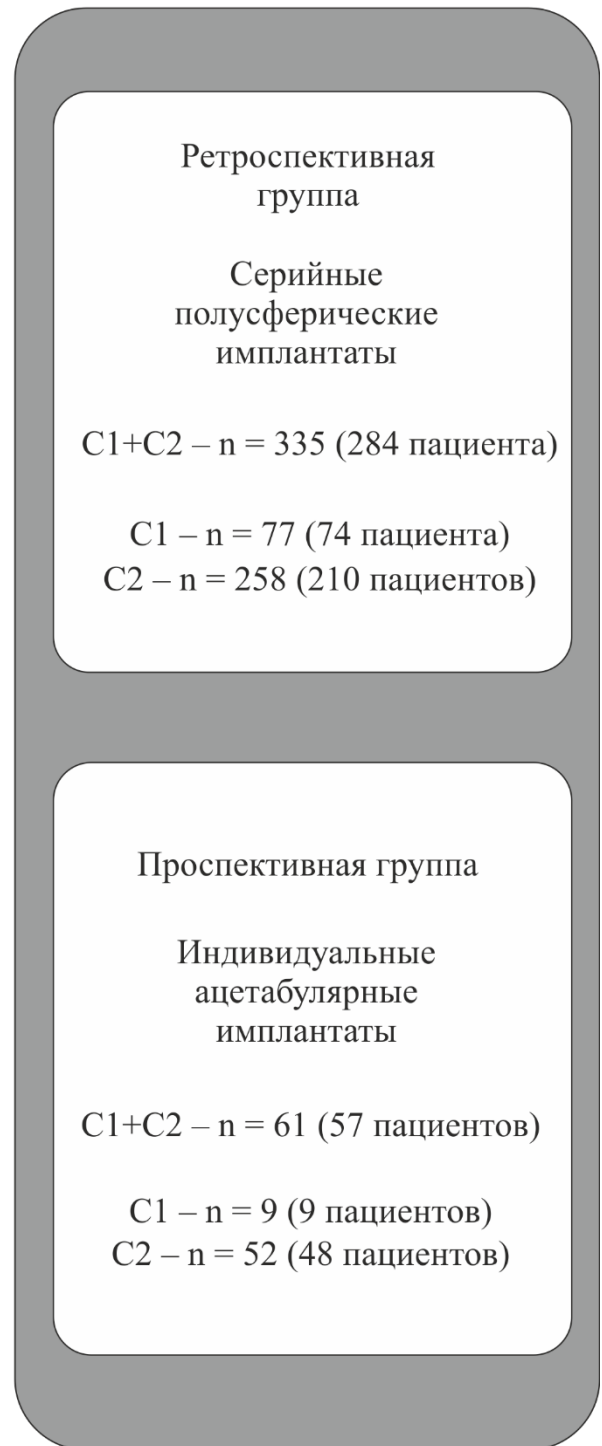 Ретроспективная
группа
Серийные
полусферические
имплантаты
С1+С2 – n = 335 (284 пациента)
С1 – n = 77 (74 пациента)
С2 – n = 258 (210 пациентов)
Проспективная группа
Индивидуальные
ацетабулярные
имплантаты
С1+С2 – n = 61 (57 пациентов)
С1 – n = 9 (9 пациентов)
С2 – n = 52 (48 пациентов)